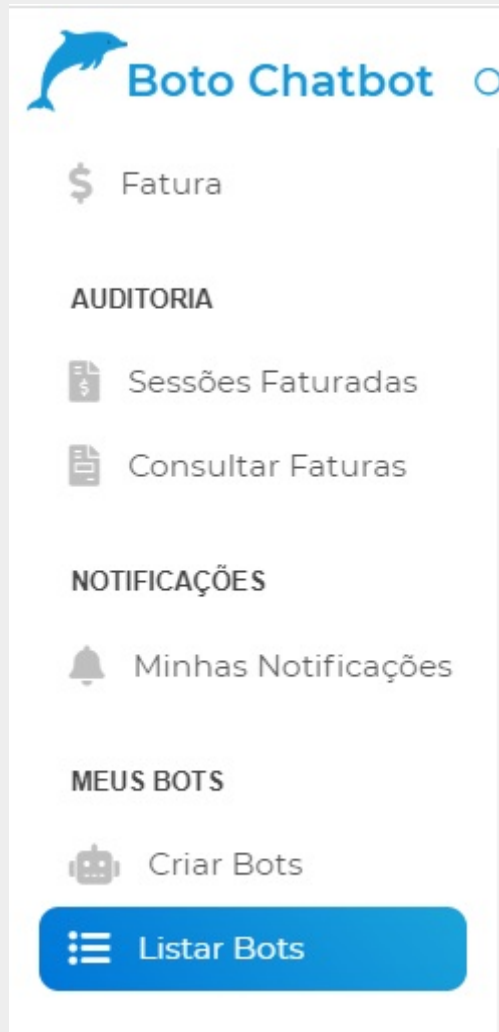 Boto Chatbot
Fatura
AUDITORIA
Sessões Faturadas
Consultar Faturas
NOTIFICAÇÕES
Minhas Notificações
MEUS BOTS
Criar Bots
Listar Bots